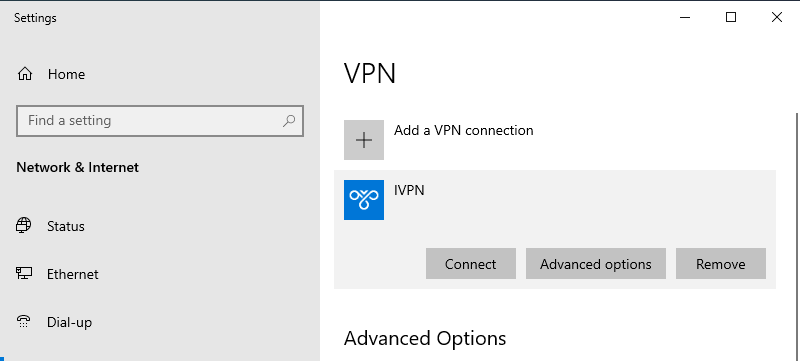 Settings
Home
Find a setting
Network & Internet
Status
Ethernet
Dial-up
VPN
Add a VPN connection
IVPN
Connect Advanced options Remove
Advanced Options